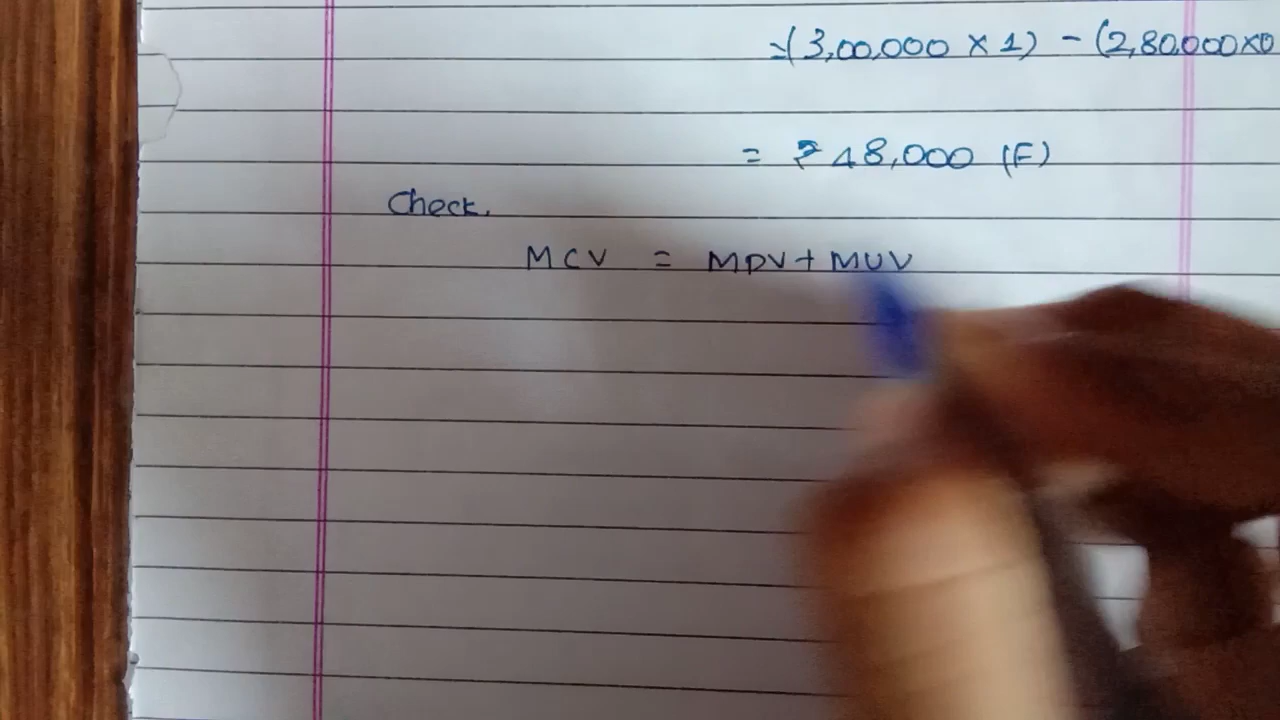 =(3,00,000 × 1) - (2,80,000×0
= ₹ 48,000 (F)
Check.
MCV = MPV + MUV